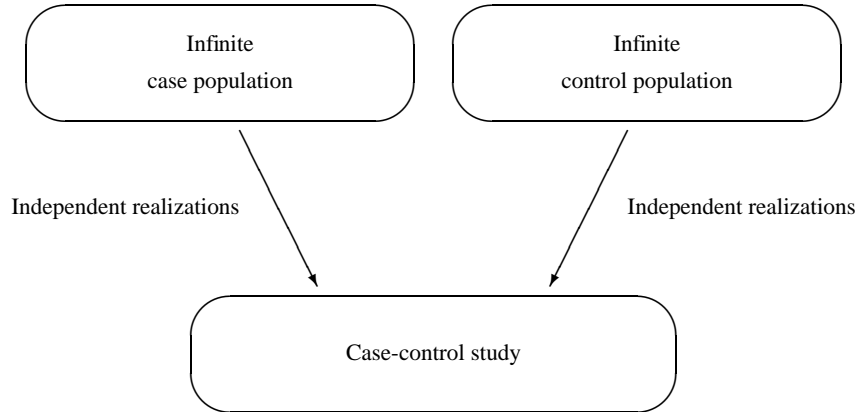 Infinite
case population
Infinite
control population
Independent realizations
Independent realizations
Case-control study